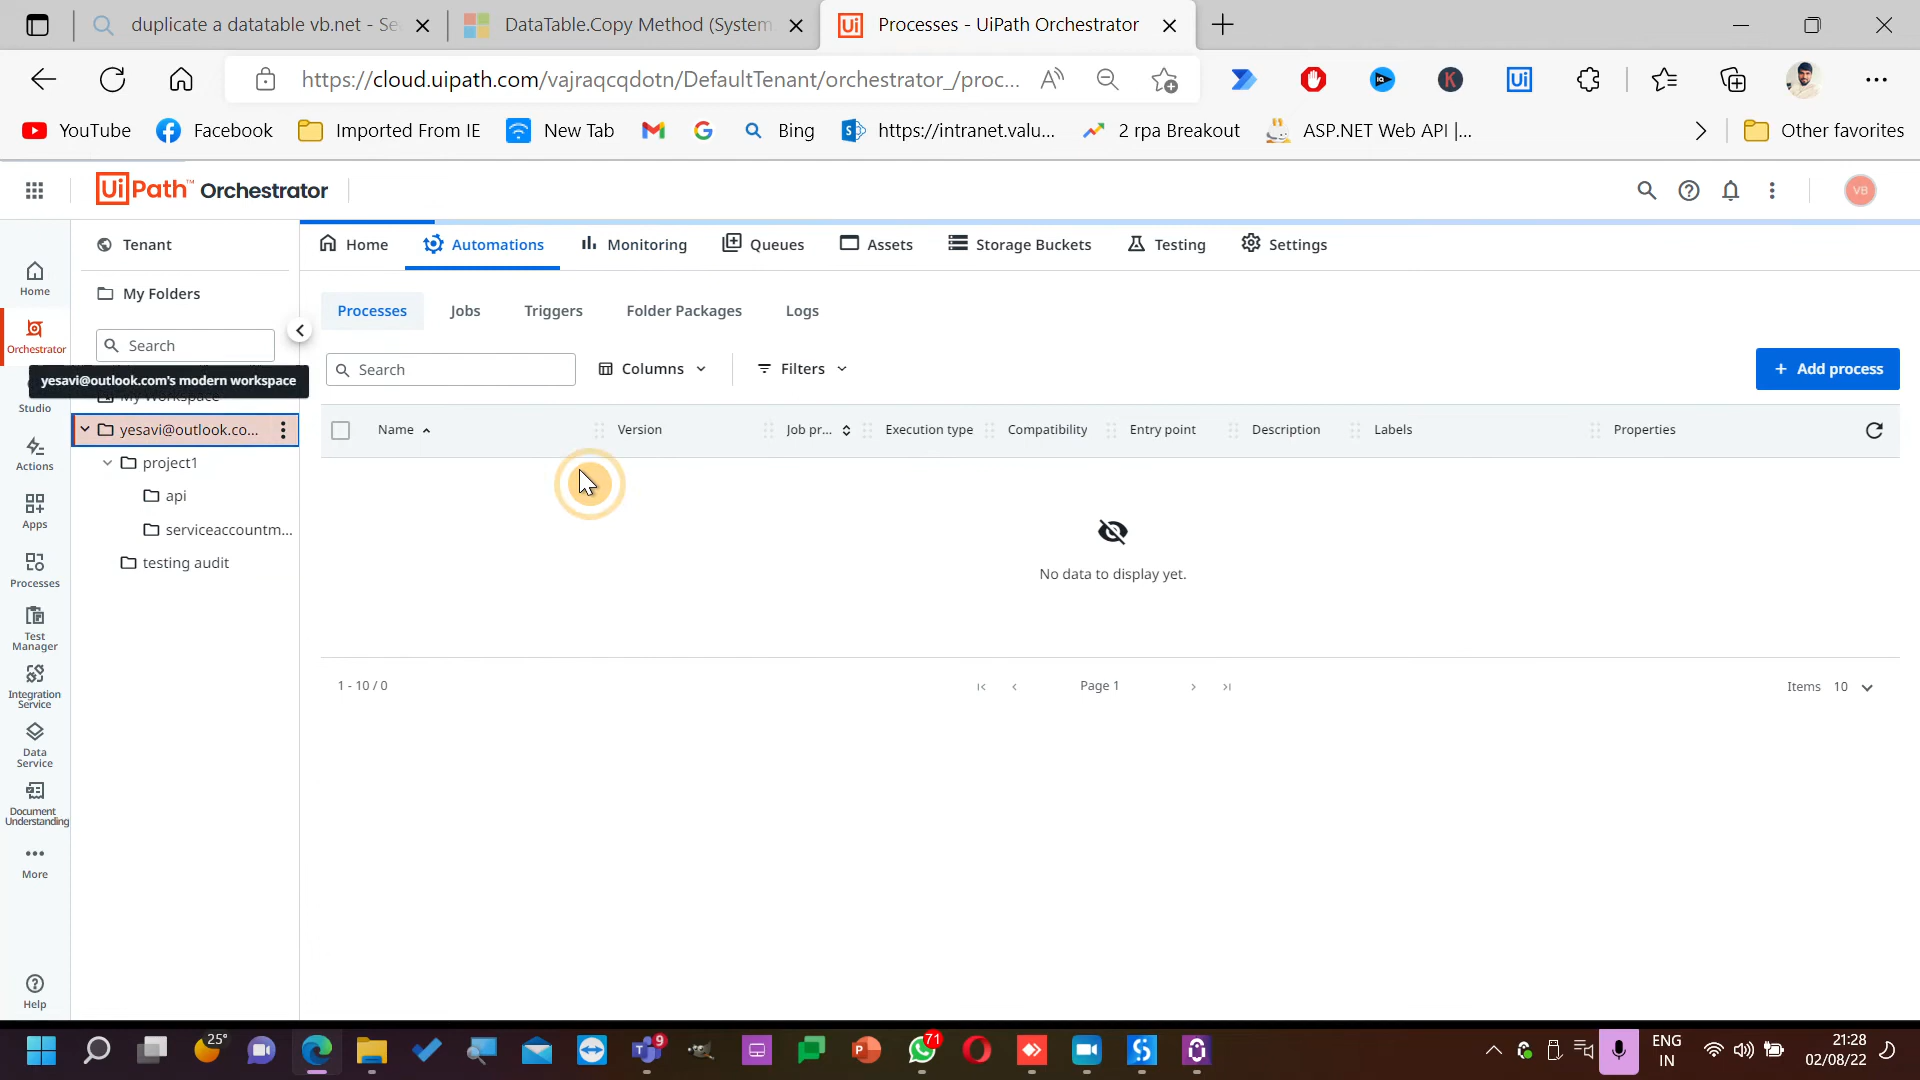 duplicate a datatable vb.net - Se
DataTable.Copy Method (System
Processes - UiPath Orchestrator
https://cloud.uipath.com/vajraqcqdotn/DefaultTenant/orchestrator_/proc...
YouTube
Facebook
Imported From IE
New Tab
Bing
https://intranet.valu...
2 rpa Breakout
ASP.NET Web API |...
Other favorites
UiPath™ Orchestrator
VB
Tenant
Home
Automations
Monitoring
Queues
Assets
Storage Buckets
Testing
Settings
My Folders
Search
yesavi@outlook.com's modern workspace
My Workspace
yesavi@outlook.co...
project1
api
serviceaccountm...
testing audit
Home
Orchestrator
Studio
Actions
Apps
Processes
Test
Manager
Integration
Service
Data
Service
Document
Understanding
More
Help
Processes
Jobs
Triggers
Folder Packages
Logs
Search
Columns
Filters
+ Add process
Name
Version
Job pr...
Execution type
Compatibility
Entry point
Description
Labels
Properties
No data to display yet.
1 - 10 / 0
Page 1
Items 10
25°
9
71
ENG
IN
21:28
02/08/22